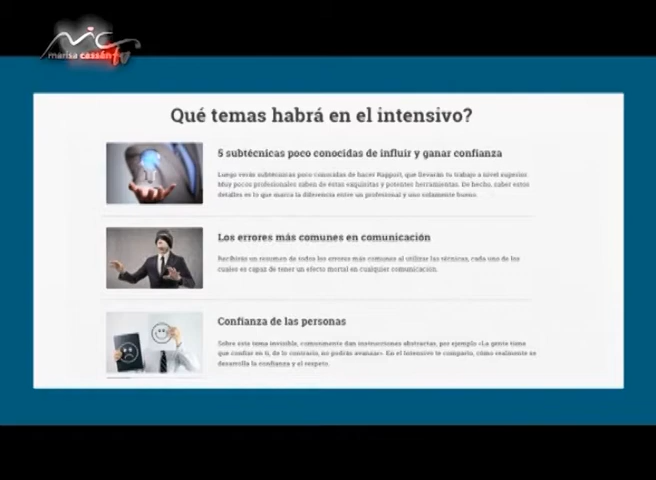 marisa cassén tv
Qué temas habrá en el intensivo?
5 subtécnicas poco conocidas de influir y ganar confianza
Luego verás subtécnicas poco conocidas de hacer Rapport, que llevarán tu trabajo a nivel superior.
Muy pocos profesionales saben de éstas exquisitas y potentes herramientas. De hecho, saber estos
detalles es lo que marca la diferencia entre un profesional y uno solamente bueno.
Los errores más comunes en comunicación
Recibirás un resumen de todos los errores más comunes al utilizar las técnicas, cada uno de los
cuales es capaz de tener un efecto mortal en cualquier comunicación.
Confianza de las personas
Sobre este tema invisible, comunmente dan instrucciones abstractas, por ejemplo «La gente tiene
que confiar en ti, de lo contrario, no podrás avanzar». En el Intensivo te comparto, cómo realmente se
desarrolla la confianza y el respeto.